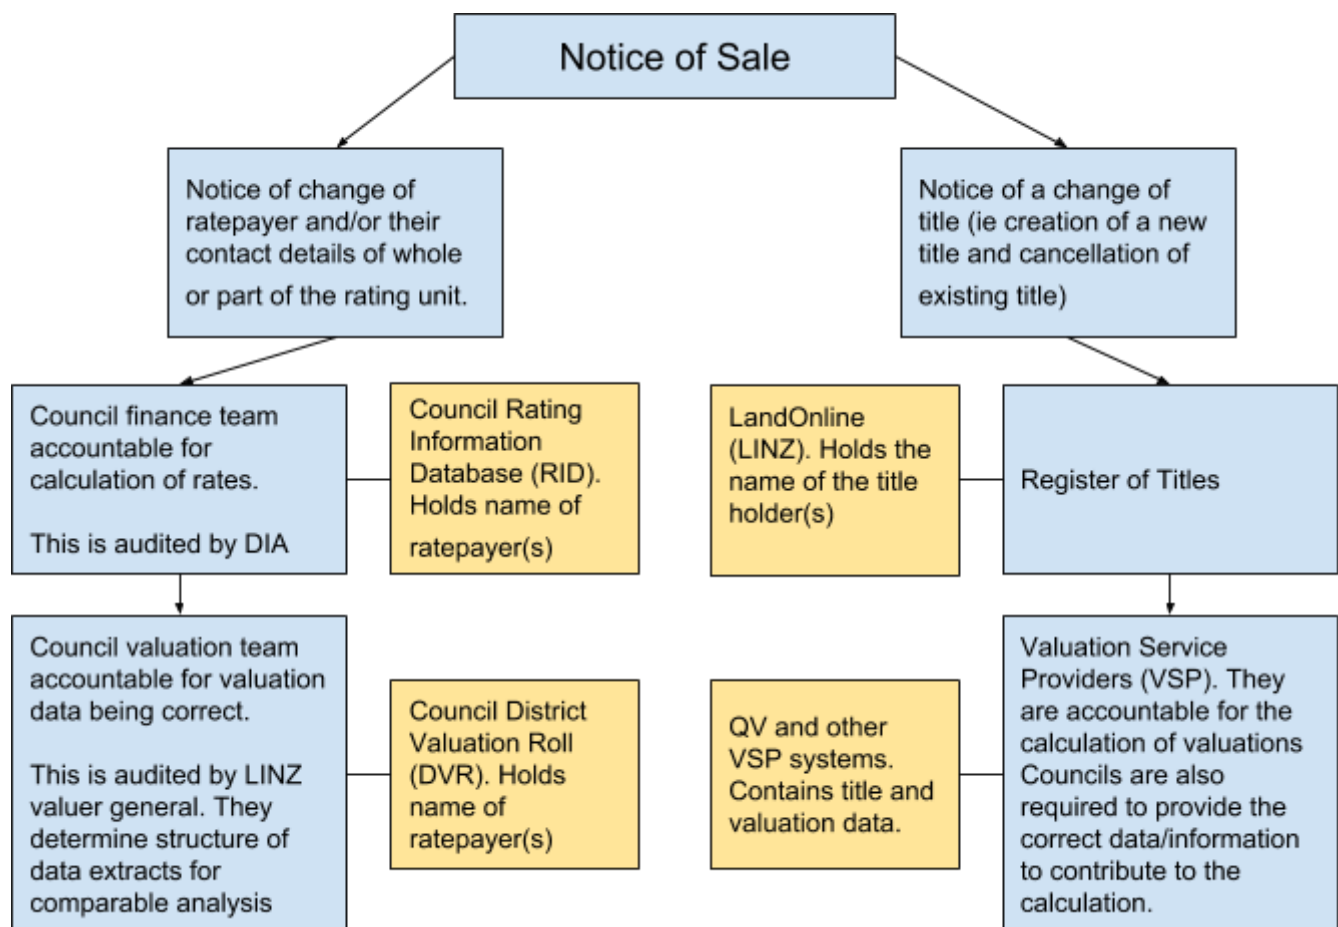 Notice of Sale
Notice of change of
ratepayer and/or their
contact details of whole
or part of the rating unit.
Notice of a change of
title (ie creation of a new
title and cancellation of
existing title)
Council finance team
accountable for
calculation of rates.
This is audited by DIA
Council Rating
Information
Database (RID).
Holds name of
ratepayer(s)
LandOnline
(LINZ). Holds the
name of the title
holder(s)
Register of Titles
Council valuation team
accountable for valuation
data being correct.
This is audited by LINZ
valuer general. They
determine structure of
data extracts for
comparable analysis
Council District
Valuation Roll
(DVR). Holds
name of
ratepayer(s)
QV and other
VSP systems.
Contains title and
valuation data.
Valuation Service
Providers (VSP). They
are accountable for the
calculation of valuations
Councils are also
required to provide the
correct data/information
to contribute to the
calculation.